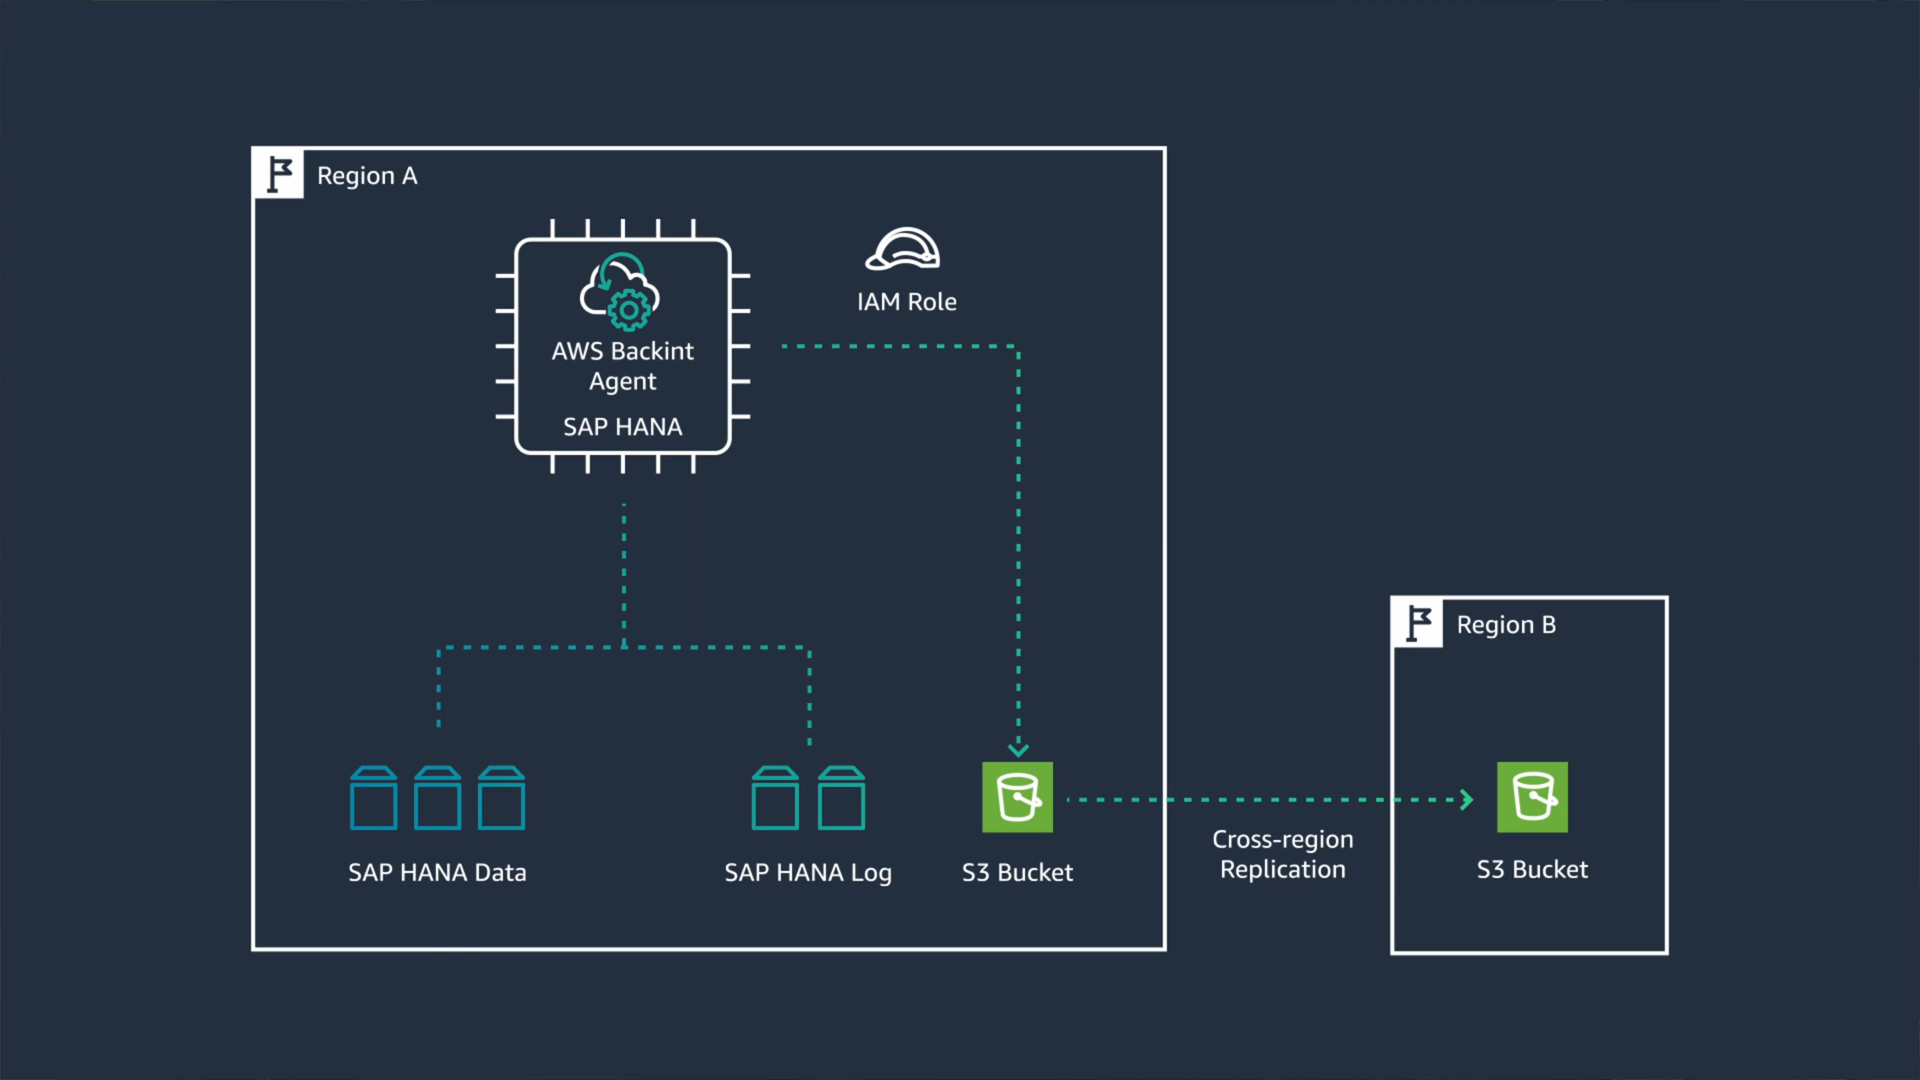 Region A
IAM Role
AWS Backint
Agent
SAP HANA
Region B
Cross-region
Replication
SAP HANA Data
SAP HANA Log
S3 Bucket
S3 Bucket